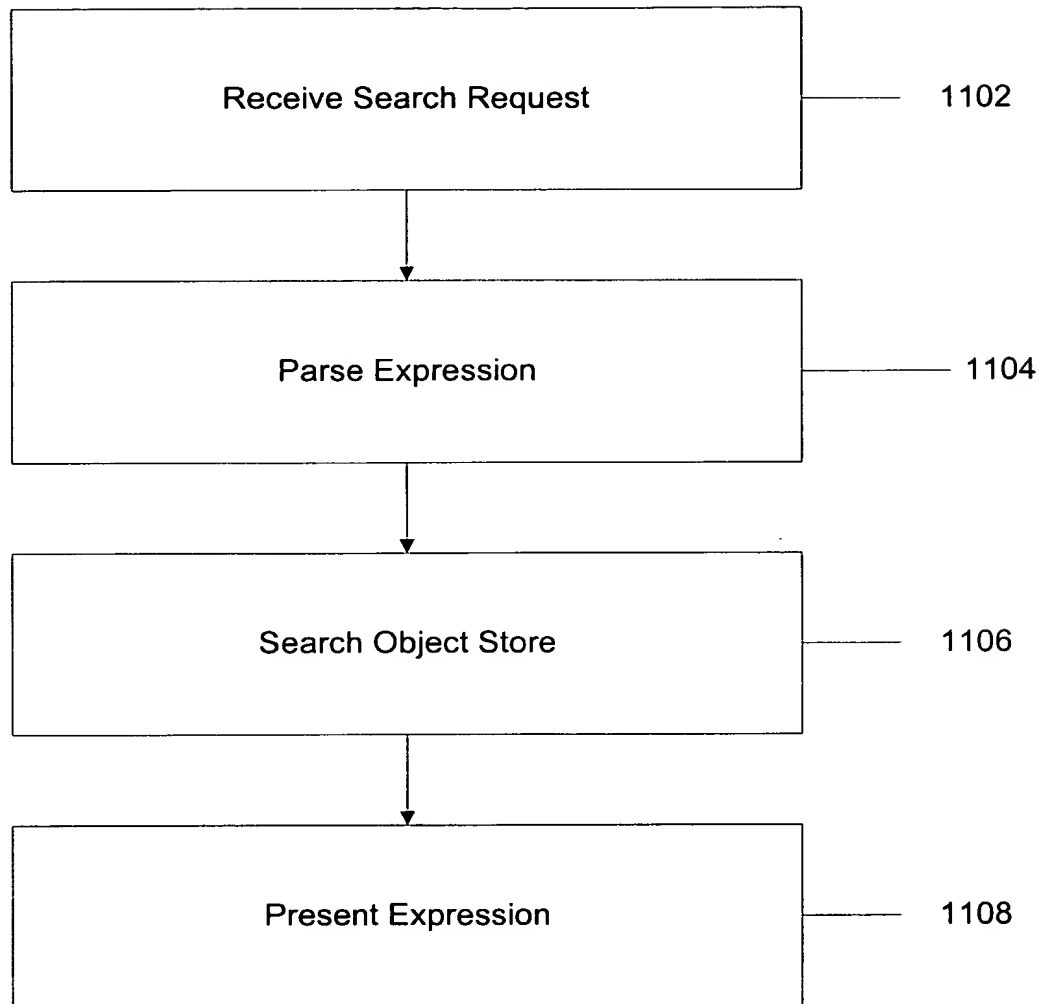 Receive Search Request
1102
Parse Expression
1104
Search Object Store
1106
Present Expression
1108